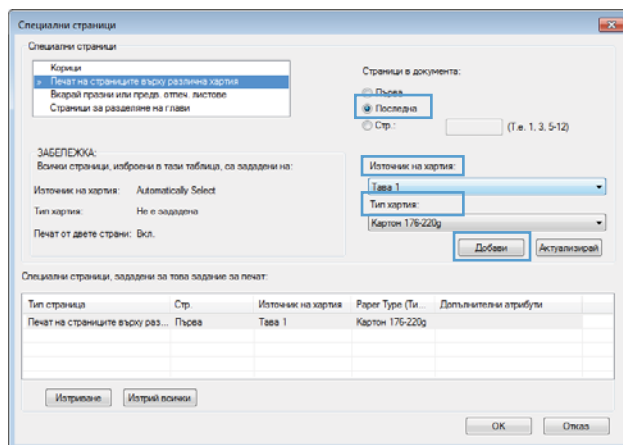 Специални страници
Специални страници
Корици
» Печат на страниците върху различна хартия
Вкарай празни или предв. отпеч. листове
Страници за разделяне на глави
Страници в документа:
Първа
Последна
Стр.:
(Т.е. 1, 3, 5-12)
ЗАБЕЛЕЖКА:
Всички страници, изброени в тази таблица, са зададени на:
Източник на хартия: Automatically Select
Тип хартия: Не е зададена
Печат от двете страни: Вкл.
Източник на хартия:
Тава 1
Тип хартия:
Картон 176-220g
Добави Актуализирай
Специални страници, зададени за това задание за печат:
Тип страница Стр. Източник на хартия Paper Type (Ти... Допълнителни атрибути
Печат на страниците върху раз... Първа Тава 1 Картон 176-220g
Изтриване Изтрий всички
OK Отказ